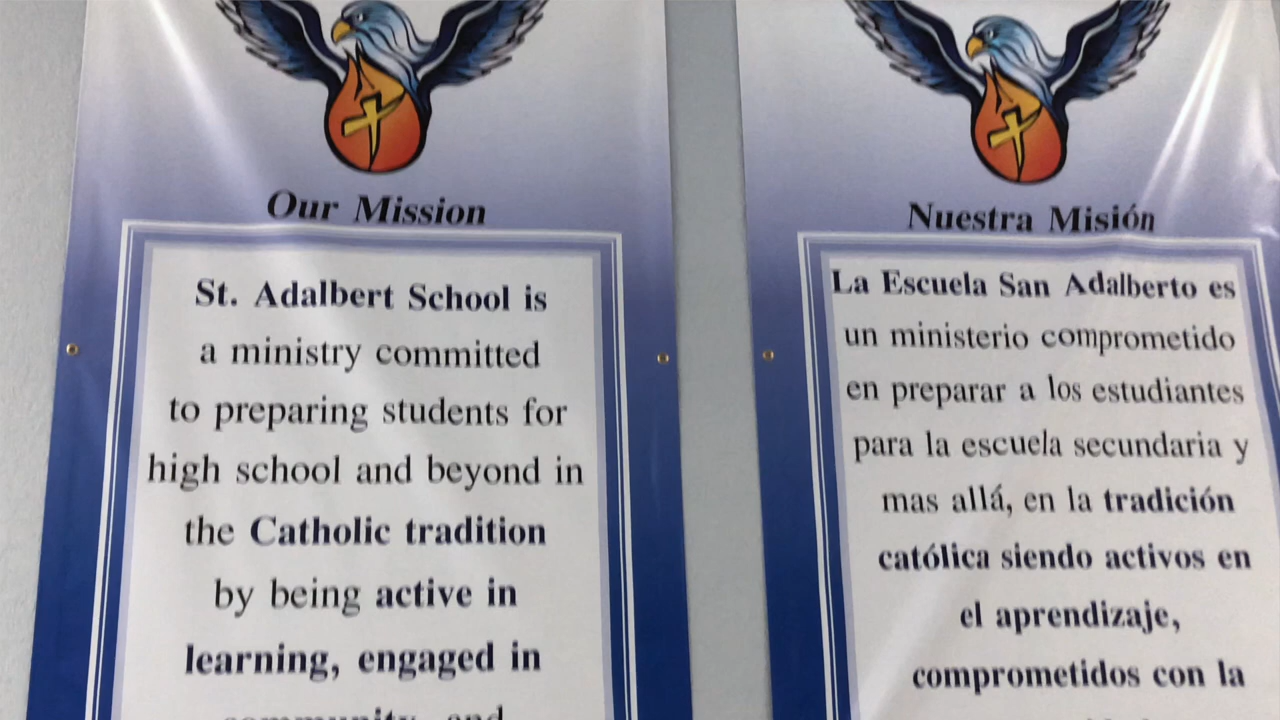 Our Mission
St. Adalbert School is
a ministry committed
to preparing students for
high school and beyond in
the Catholic tradition
by being active in
learning, engaged in
community, and
Nuestra Misión
La Escuela San Adalberto es
un ministerio comprometido
en preparar a los estudiantes
para la escuela secundaria y
mas allá, en la tradición
católica siendo activos en
el aprendizaje,
comprometidos con la